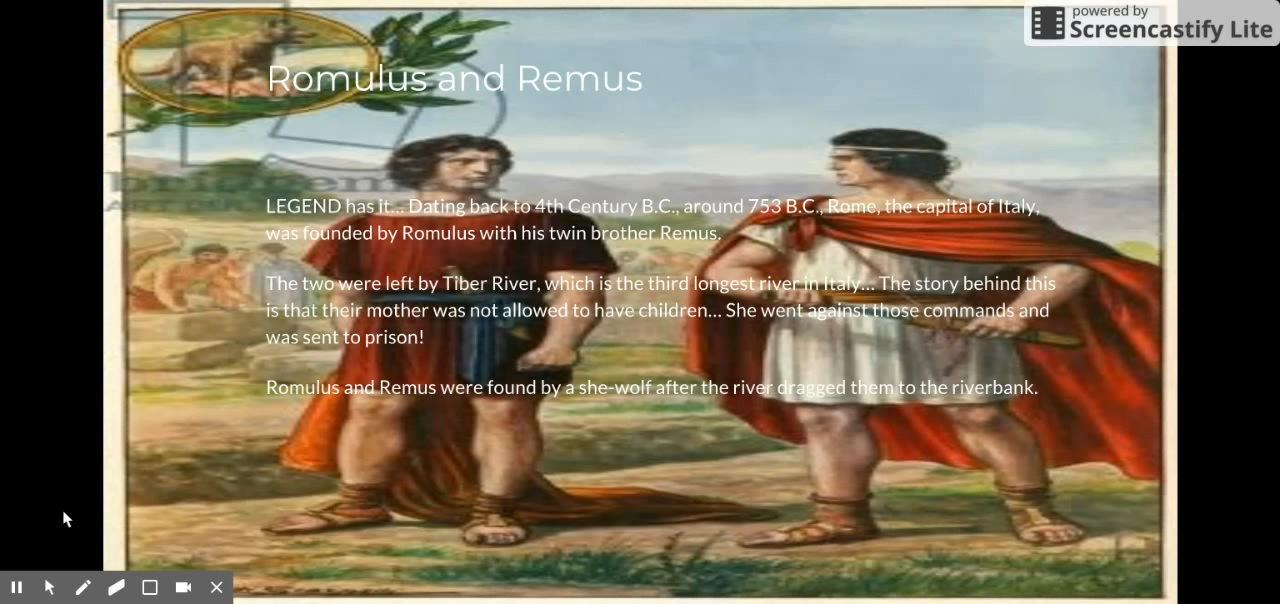 powered by
Screencastify Lite
Romulus and Remus
LEGEND has it... Dating back to 4th Century B.C., around 753 B.C., Rome, the capital of Italy,
was founded by Romulus with his twin brother Remus.
The two were left by Tiber River, which is the third longest river in Italy... The story behind this
is that their mother was not allowed to have children... She went against those commands and
was sent to prison!
Romulus and Remus were found by a she-wolf after the river dragged them to the riverbank.